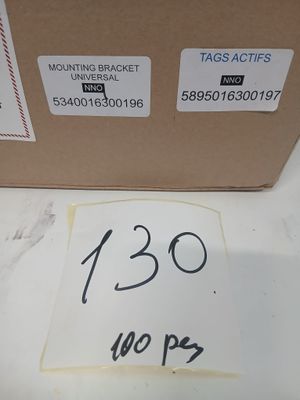 MOUNTING BRACKET
UNIVERSAL
NNO
5340016300196
TAGS ACTIFS
NNO
5895016300197
130
100 pcs